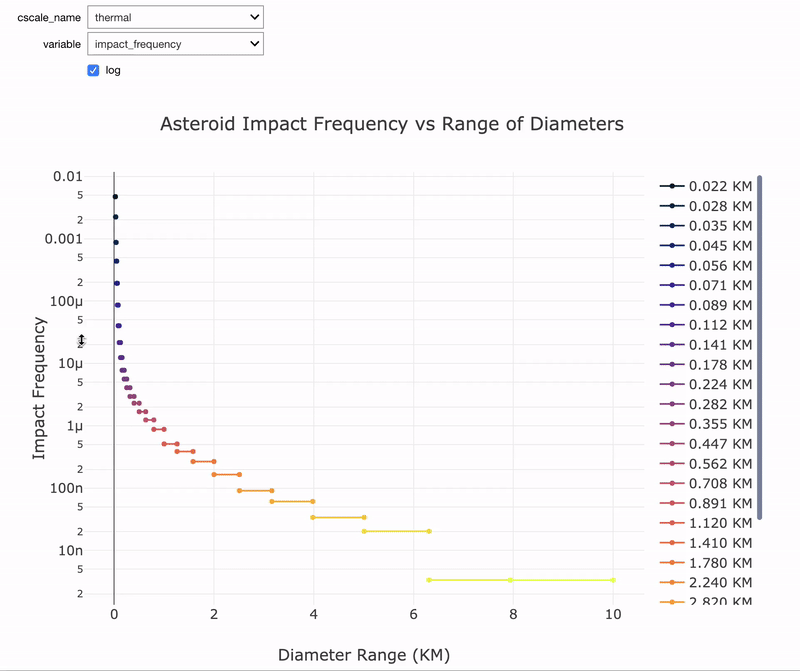 cscale_name thermal
variable impact_frequency
log
Asteroid Impact Frequency vs Range of Diameters
Impact Frequency
0.01
5
2
0.001
5
2
100μ
5
2
10μ
5
2
1μ
5
2
100n
5
2
10n
5
2
0 2 4 6 8 10
Diameter Range (KM)
0.022 KM
0.028 KM
0.035 KM
0.045 KM
0.056 KM
0.071 KM
0.089 KM
0.112 KM
0.141 KM
0.178 KM
0.224 KM
0.282 KM
0.355 KM
0.447 KM
0.562 KM
0.708 KM
0.891 KM
1.120 KM
1.410 KM
1.780 KM
2.240 KM
2.820 KM